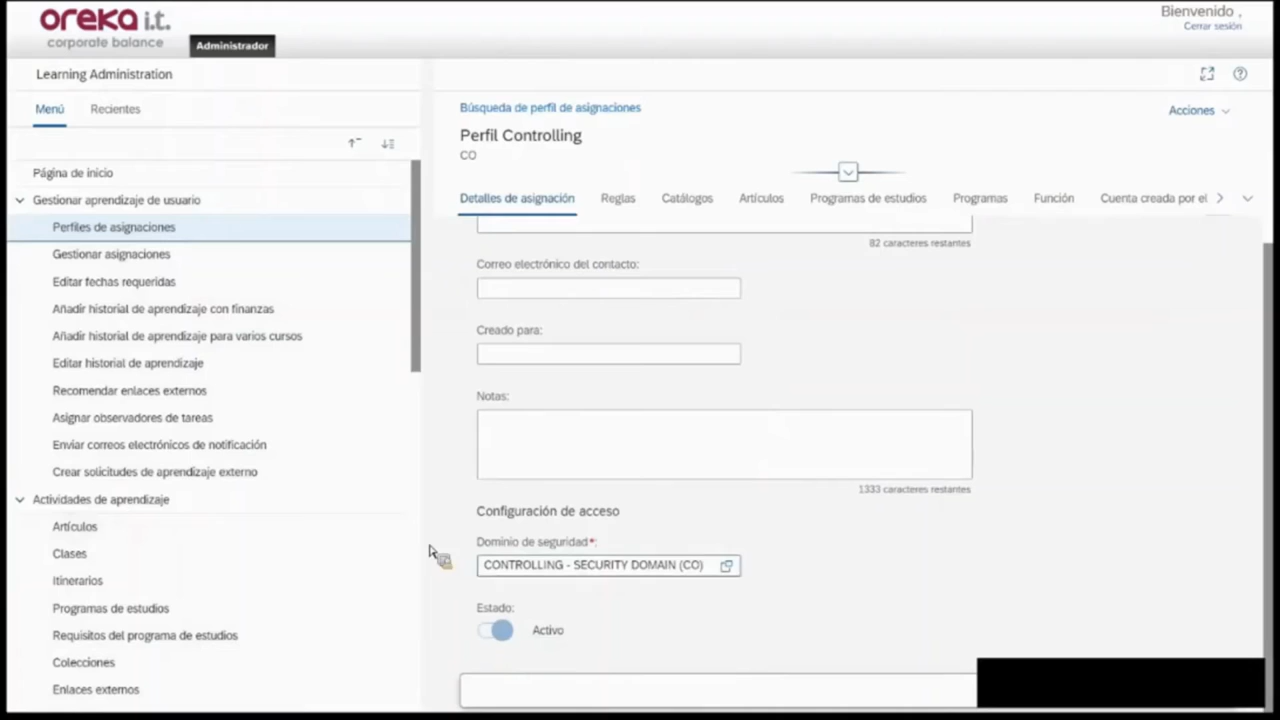 oreka i.t.
corporate balance
Administrador
Bienvenido ,
Cerrar sesión
Learning Administration
Menú
Recientes
Página de inicio
Gestionar aprendizaje de usuario
Perfiles de asignaciones
Gestionar asignaciones
Editar fechas requeridas
Añadir historial de aprendizaje con finanzas
Añadir historial de aprendizaje para varios cursos
Editar historial de aprendizaje
Recomendar enlaces externos
Asignar observadores de tareas
Enviar correos electrónicos de notificación
Crear solicitudes de aprendizaje externo
Actividades de aprendizaje
Artículos
Clases
Itinerarios
Programas de estudios
Requisitos del programa de estudios
Colecciones
Enlaces externos
Búsqueda de perfil de asignaciones
Acciones
Perfil Controlling
CO
Detalles de asignación
Reglas
Catálogos
Artículos
Programas de estudios
Programas
Función
Cuenta creada por el
82 caracteres restantes
Correo electrónico del contacto:
Creado para:
Notas:
1333 caracteres restantes
Configuración de acceso
Dominio de seguridad*:
CONTROLLING - SECURITY DOMAIN (CO)
Estado:
Activo